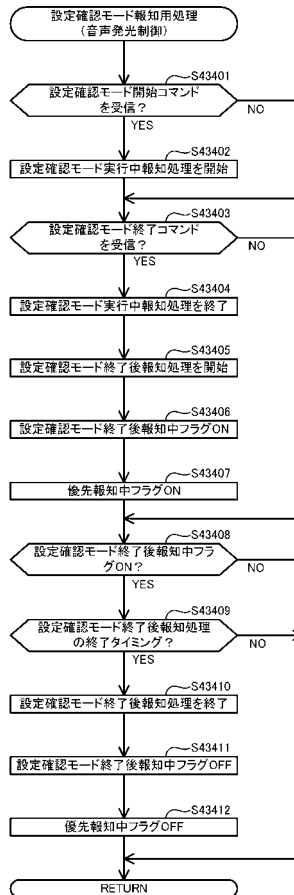 設定確認モード報知用処理
(音声発光制御)
S43401
設定確認モード開始コマンド
を受信?
NO
YES
S43402
設定確認モード実行中報知処理を開始
S43403
設定確認モード終了コマンド
を受信?
NO
YES
S43404
設定確認モード実行中報知処理を終了
S43405
設定確認モード終了後報知処理を開始
S43406
設定確認モード終了後報知中フラグON
S43407
優先報知中フラグON
S43408
設定確認モード終了後報知中フラ
グON?
NO
YES
S43409
設定確認モード終了後報知処理
の終了タイミング?
NO
YES
S43410
設定確認モード終了後報知処理を終了
S43411
設定確認モード終了後報知中フラグOFF
S43412
優先報知中フラグOFF
RETURN